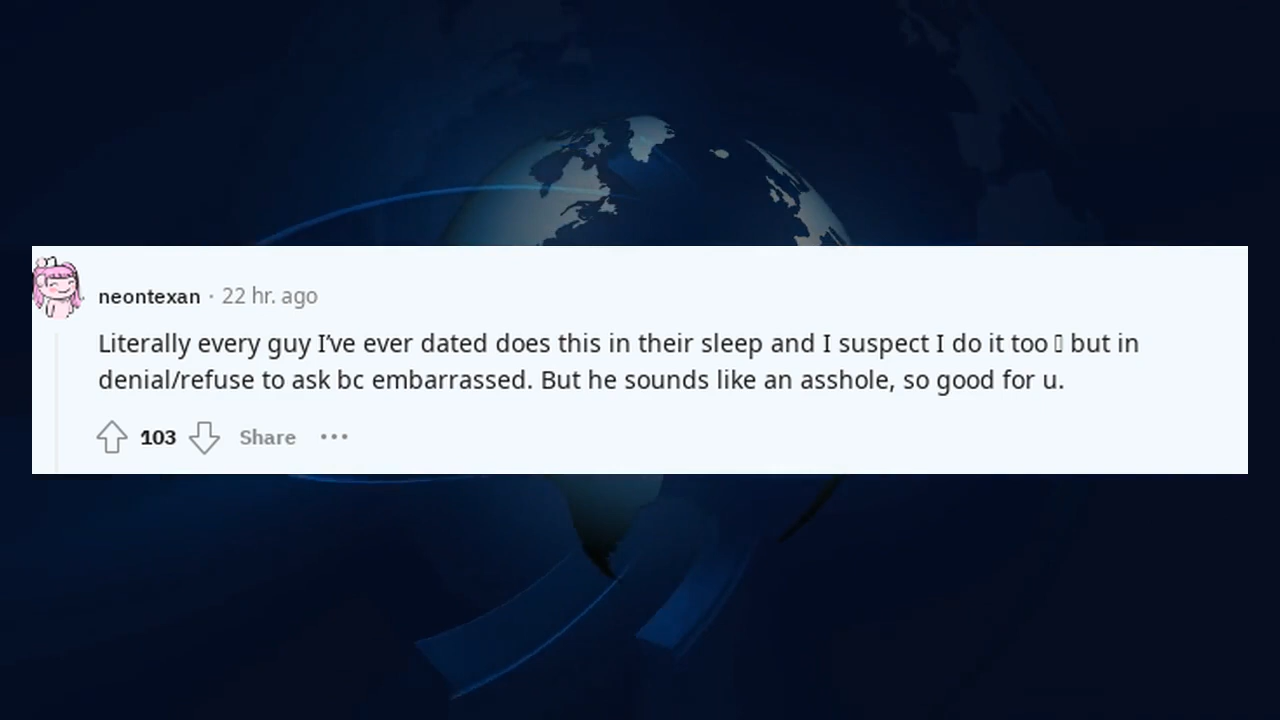 neontexan · 22 hr. ago
Literally every guy I’ve ever dated does this in their sleep and I suspect I do it too ▯ but in
denial/refuse to ask bc embarrassed. But he sounds like an asshole, so good for u.
103 Share •••